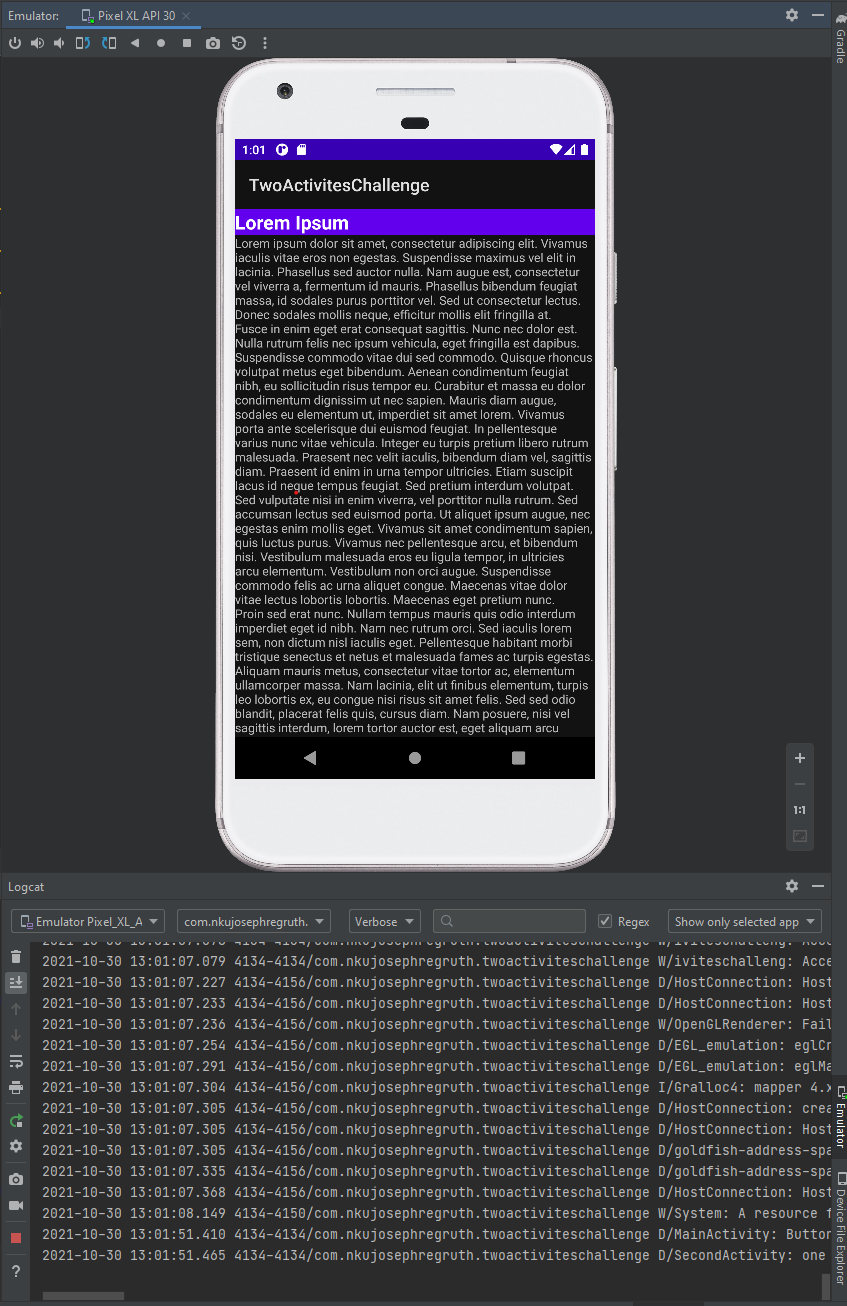 Emulator:
Pixel XL API 30
Gradle
1:01
TwoActivitesChallenge
Lorem Ipsum
Lorem ipsum dolor sit amet, consectetur adipiscing elit. Vivamus
iaculis vitae eros non egestas. Suspendisse maximus vel elit in
lacinia. Phasellus sed auctor nulla. Nam augue est, consectetur
vel viverra a, fermentum id mauris. Phasellus bibendum feugiat
massa, id sodales purus porttitor vel. Sed ut consectetur lectus.
Donec sodales mollis neque, efficitur mollis elit fringilla at.
Fusce in enim eget erat consequat sagittis. Nunc nec dolor est.
Nulla rutrum felis nec ipsum vehicula, eget fringilla est dapibus.
Suspendisse commodo vitae dui sed commodo. Quisque rhoncus
volutpat metus eget bibendum. Aenean condimentum feugiat
nibh, eu sollicitudin risus tempor eu. Curabitur et massa eu dolor
condimentum dignissim ut nec sapien. Mauris diam augue,
sodales eu elementum ut, imperdiet sit amet lorem. Vivamus
porta ante scelerisque dui euismod feugiat. In pellentesque
varius nunc vitae vehicula. Integer eu turpis pretium libero rutrum
malesuada. Praesent nec velit iaculis, bibendum diam vel, sagittis
diam. Praesent id enim in urna tempor ultricies. Etiam suscipit
lacus id neque tempus feugiat. Sed pretium interdum volutpat.
Sed vulputate nisi in enim viverra, vel porttitor nulla rutrum. Sed
accumsan lectus sed euismod porta. Ut aliquet ipsum augue, nec
egestas enim mollis eget. Vivamus sit amet condimentum sapien,
quis luctus purus. Vivamus nec pellentesque arcu, et bibendum
nisi. Vestibulum malesuada eros eu ligula tempor, in ultricies
arcu elementum. Vestibulum non orci augue. Suspendisse
commodo felis ac urna aliquet congue. Maecenas vitae dolor
vitae lectus lobortis lobortis. Maecenas eget pretium nunc.
Proin sed erat nunc. Nullam tempus mauris quis odio interdum
imperdiet eget id nibh. Nam nec rutrum orci. Sed iaculis lorem
sem, non dictum nisl iaculis eget. Pellentesque habitant morbi
tristique senectus et netus et malesuada fames ac turpis egestas.
Aliquam mauris metus, consectetur vitae tortor ac, elementum
ullamcorper massa. Nam lacinia, elit ut finibus elementum, turpis
leo lobortis ex, eu congue nisi risus sit amet felis. Sed sed odio
blandit, placerat felis quis, cursus diam. Nam posuere, nisi vel
sagittis interdum, lorem tortor auctor est, eget aliquam arcu
1:1
Logcat
Emulator Pixel_XL_A
com.nkujosephregruth.
Verbose
Regex
Show only selected app
2021-10-30 13:01:07.079 4134-4134/com.nkujosephregruth.twoactiviteschallenge W/iviteschalleng: Acce
2021-10-30 13:01:07.227 4134-4156/com.nkujosephregruth.twoactiviteschallenge D/HostConnection: Host
2021-10-30 13:01:07.233 4134-4156/com.nkujosephregruth.twoactiviteschallenge D/HostConnection: Host
2021-10-30 13:01:07.236 4134-4156/com.nkujosephregruth.twoactiviteschallenge W/OpenGLRenderer: Fail
2021-10-30 13:01:07.254 4134-4156/com.nkujosephregruth.twoactiviteschallenge D/EGL_emulation: eglCr
2021-10-30 13:01:07.291 4134-4156/com.nkujosephregruth.twoactiviteschallenge D/EGL_emulation: eglMa
2021-10-30 13:01:07.304 4134-4156/com.nkujosephregruth.twoactiviteschallenge I/Gralloc4: mapper 4.x
2021-10-30 13:01:07.305 4134-4156/com.nkujosephregruth.twoactiviteschallenge D/HostConnection: crea
2021-10-30 13:01:07.305 4134-4156/com.nkujosephregruth.twoactiviteschallenge D/HostConnection: Host
2021-10-30 13:01:07.305 4134-4156/com.nkujosephregruth.twoactiviteschallenge D/goldfish-address-spa
2021-10-30 13:01:07.335 4134-4156/com.nkujosephregruth.twoactiviteschallenge D/goldfish-address-spa
2021-10-30 13:01:07.368 4134-4156/com.nkujosephregruth.twoactiviteschallenge D/HostConnection: Host
2021-10-30 13:01:08.149 4134-4150/com.nkujosephregruth.twoactiviteschallenge W/System: A resource f
2021-10-30 13:01:51.410 4134-4134/com.nkujosephregruth.twoactiviteschallenge D/MainActivity: Button
2021-10-30 13:01:51.465 4134-4134/com.nkujosephregruth.twoactiviteschallenge D/SecondActivity: one
Emulator
Device File Explorer